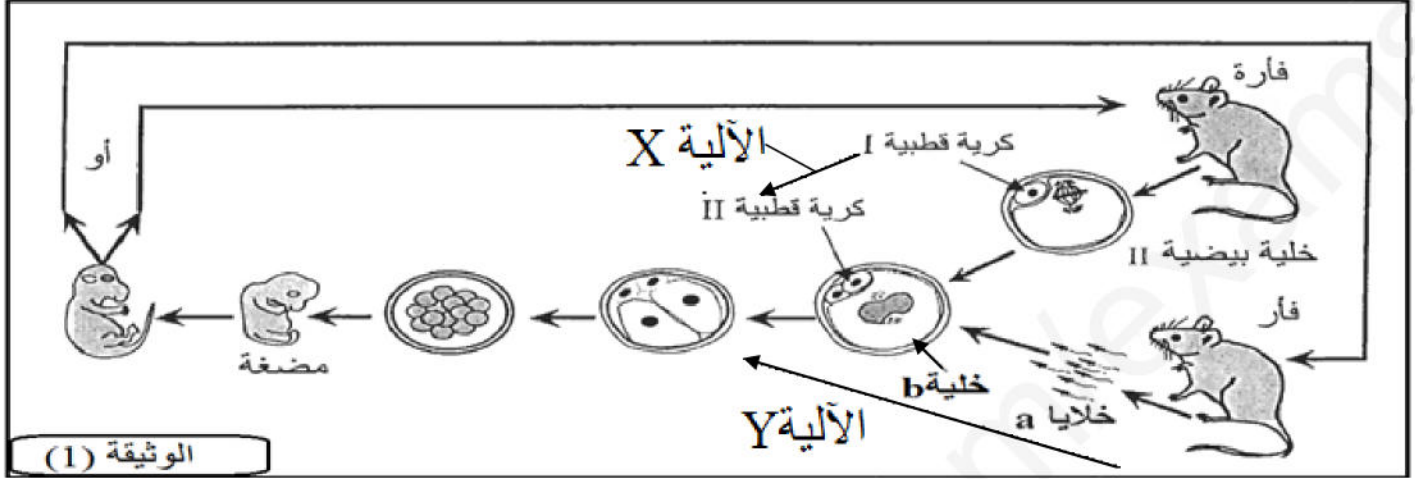 فأرة
الآلية X
كرية قطبية I
كرية قطبية II
خلية بيضية II
أو
فأر
مضغة
خلية b
خلايا a
الآلية Y
الوثيقة (1)